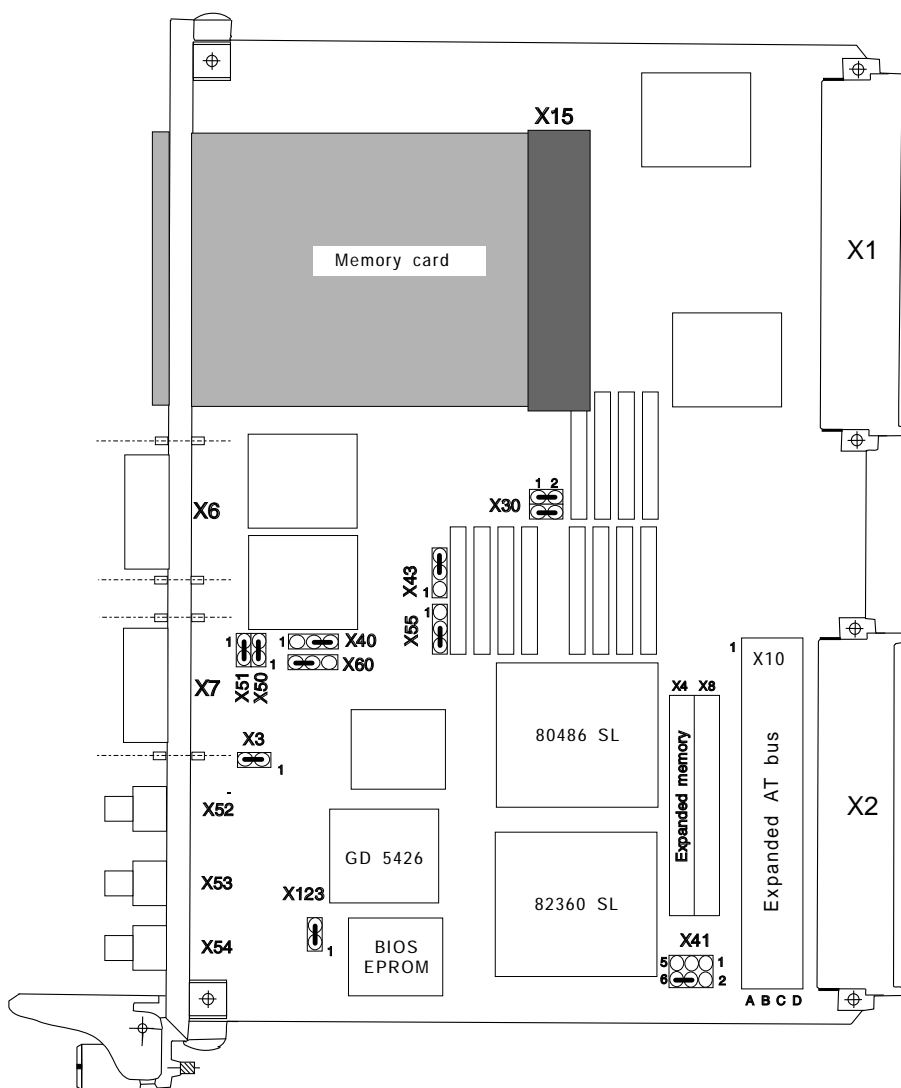 X15
Memory card
X1
X6
1 2
X30
X43
1
1
X55
1
1
X40
1
X60
X51
X50
X7
X3
1
1
X10
X4
X8
80486 SL
Expanded memory
Expanded AT bus
X2
X52
GD 5426
X53
X123
82360 SL
X54
1
BIOS
EPROM
X41
5
1
6
2
A B C D